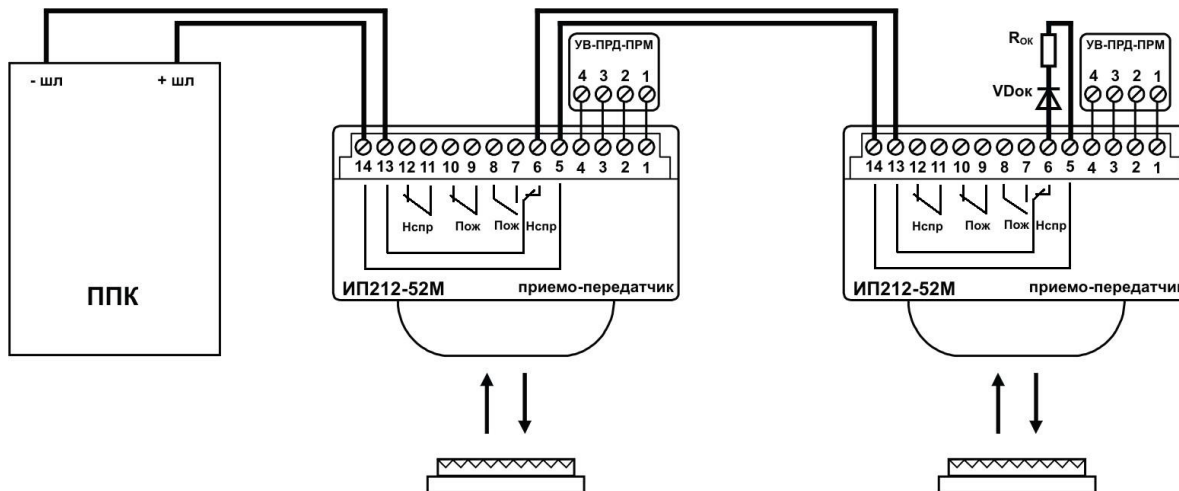 - шл + шл
ППК
УВ-ПРД-ПРМ
4 3 2 1
14 13 12 11 10 9 8 7 6 5 4 3 2 1
Нспр Пож Пож Нспр
ИП212-52М приемо-передатчик
Rок
VDок
УВ-ПРД-ПРМ
4 3 2 1
14 13 12 11 10 9 8 7 6 5 4 3 2 1
Нспр Пож Пож Нспр
ИП212-52М приемо-передатчик